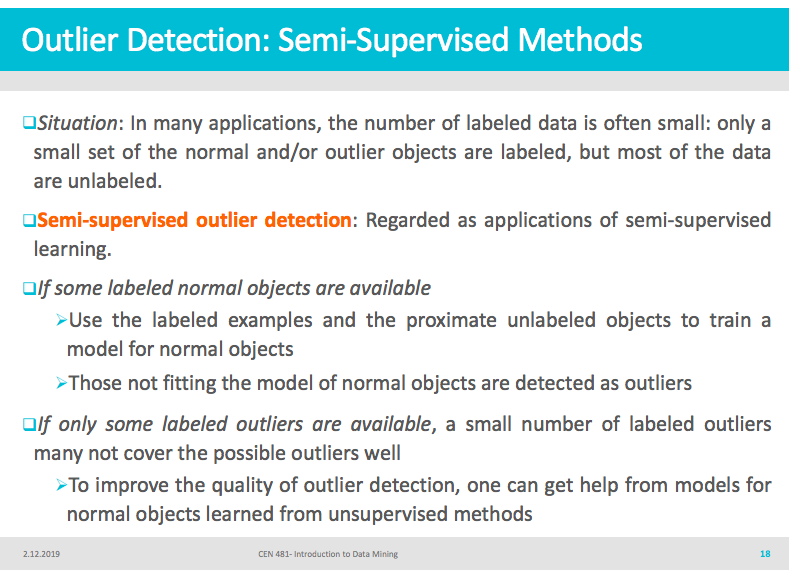 Outlier Detection: Semi-Supervised Methods
Situation: In many applications, the number of labeled data is often small: only a
small set of the normal and/or outlier objects are labeled, but most of the data
are unlabeled.
Semi-supervised outlier detection: Regarded as applications of semi-supervised
learning.
If some labeled normal objects are available
Use the labeled examples and the proximate unlabeled objects to train a
model for normal objects
Those not fitting the model of normal objects are detected as outliers
If only some labeled outliers are available, a small number of labeled outliers
many not cover the possible outliers well
To improve the quality of outlier detection, one can get help from models for
normal objects learned from unsupervised methods
2.12.2019 CEN 481- Introduction to Data Mining 18